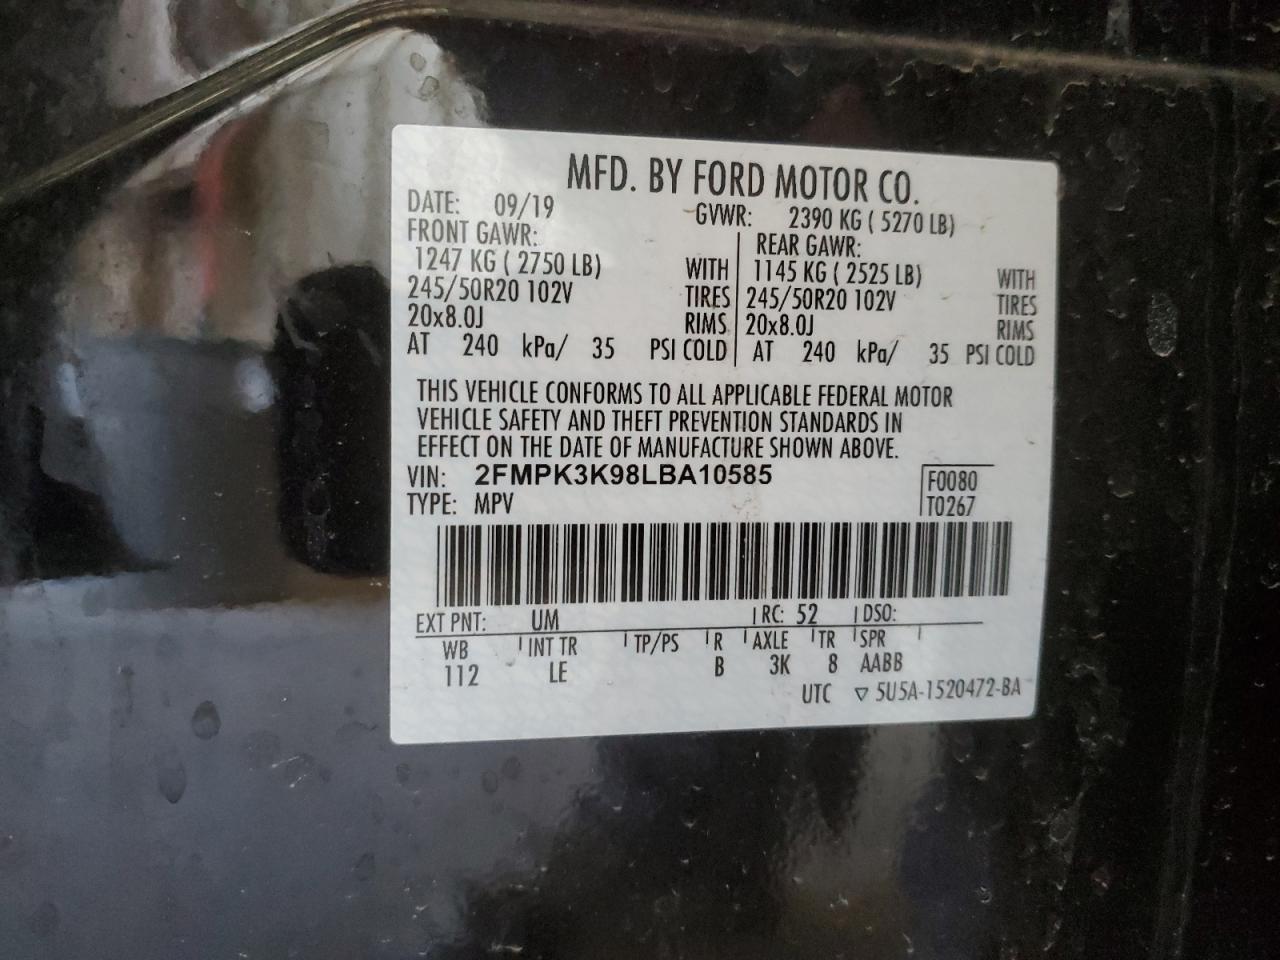 MFD. BY FORD MOTOR CO.
DATE: 09/19 GVWR: 2390 KG ( 5270 LB)
FRONT GAWR: REAR GAWR:
1247 KG ( 2750 LB) WITH 1145 KG ( 2525 LB) WITH
245/50R20 102V TIRES 245/50R20 102V TIRES
20x8.0J RIMS 20x8.0J RIMS
AT 240 kPa/ 35 PSI COLD AT 240 kPa/ 35 PSI COLD
THIS VEHICLE CONFORMS TO ALL APPLICABLE FEDERAL MOTOR
VEHICLE SAFETY AND THEFT PREVENTION STANDARDS IN
EFFECT ON THE DATE OF MANUFACTURE SHOWN ABOVE.
VIN: 2FMPK3K98LBA10585 F0080
TYPE: MPV T0267
EXT PNT: UM RC: 52 DSO:
WB INT TR TP/PS R AXLE TR SPR
112 LE B 3K 8 AABB
UTC ▽ 5U5A-1520472-BA